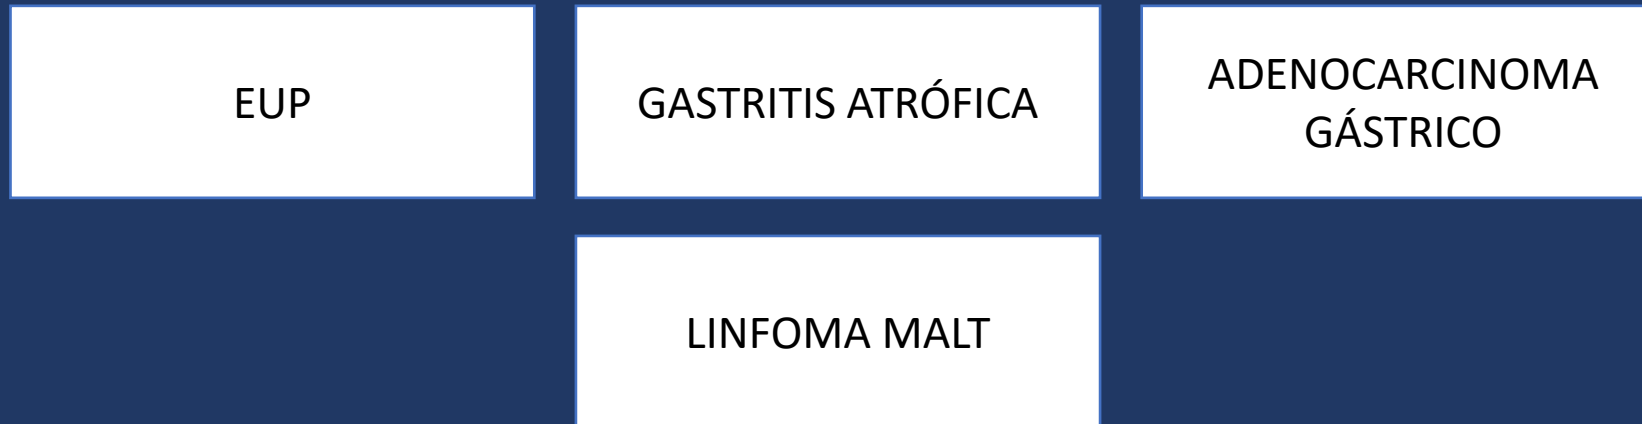 EUP
GASTRITIS ATRÓFICA
ADENOCARCINOMA
GÁSTRICO
LINFOMA MALT